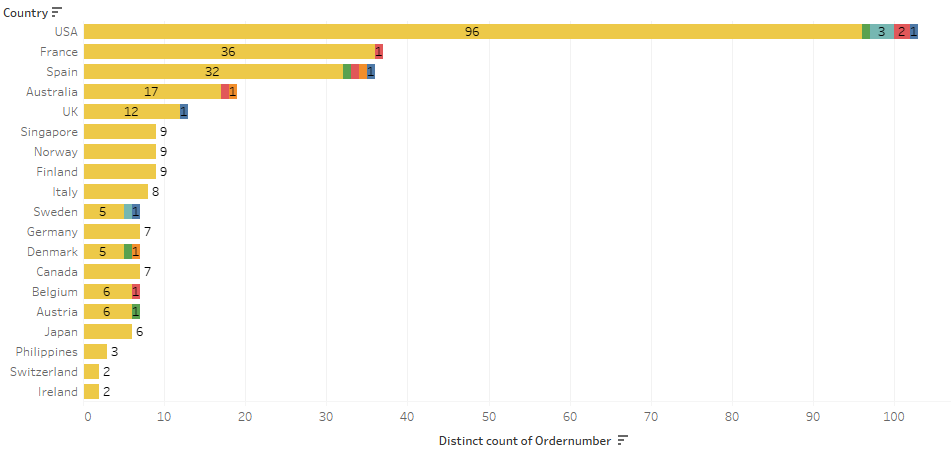 Country
USA 96 3 2 1
France 36 1
Spain 32 1
Australia 17 1
UK 12 1
Singapore 9
Norway 9
Finland 9
Italy 8
Sweden 5 1
Germany 7
Denmark 5 1
Canada 7
Belgium 6 1
Austria 6 1
Japan 6
Philippines 3
Switzerland 2
Ireland 2
0 10 20 30 40 50 60 70 80 90 100
Distinct count of Ordernumber